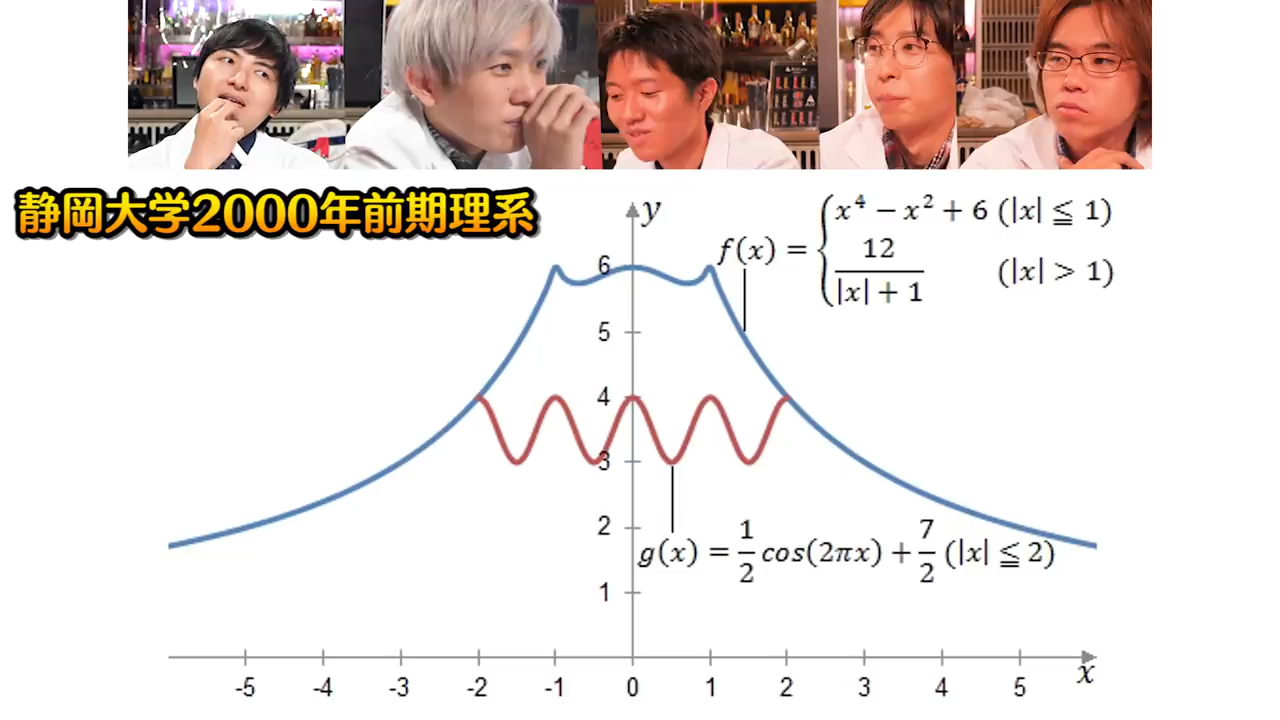 静岡大学2000年前期理系
y
f(x) = { x⁴ − x² + 6 (|x| ≦ 1)
12/(|x| + 1) (|x| > 1)
6
5
4
3
2
1
g(x) = 1/2 cos(2πx) + 7/2 (|x| ≦ 2)
-5 -4 -3 -2 -1 0 1 2 3 4 5 x